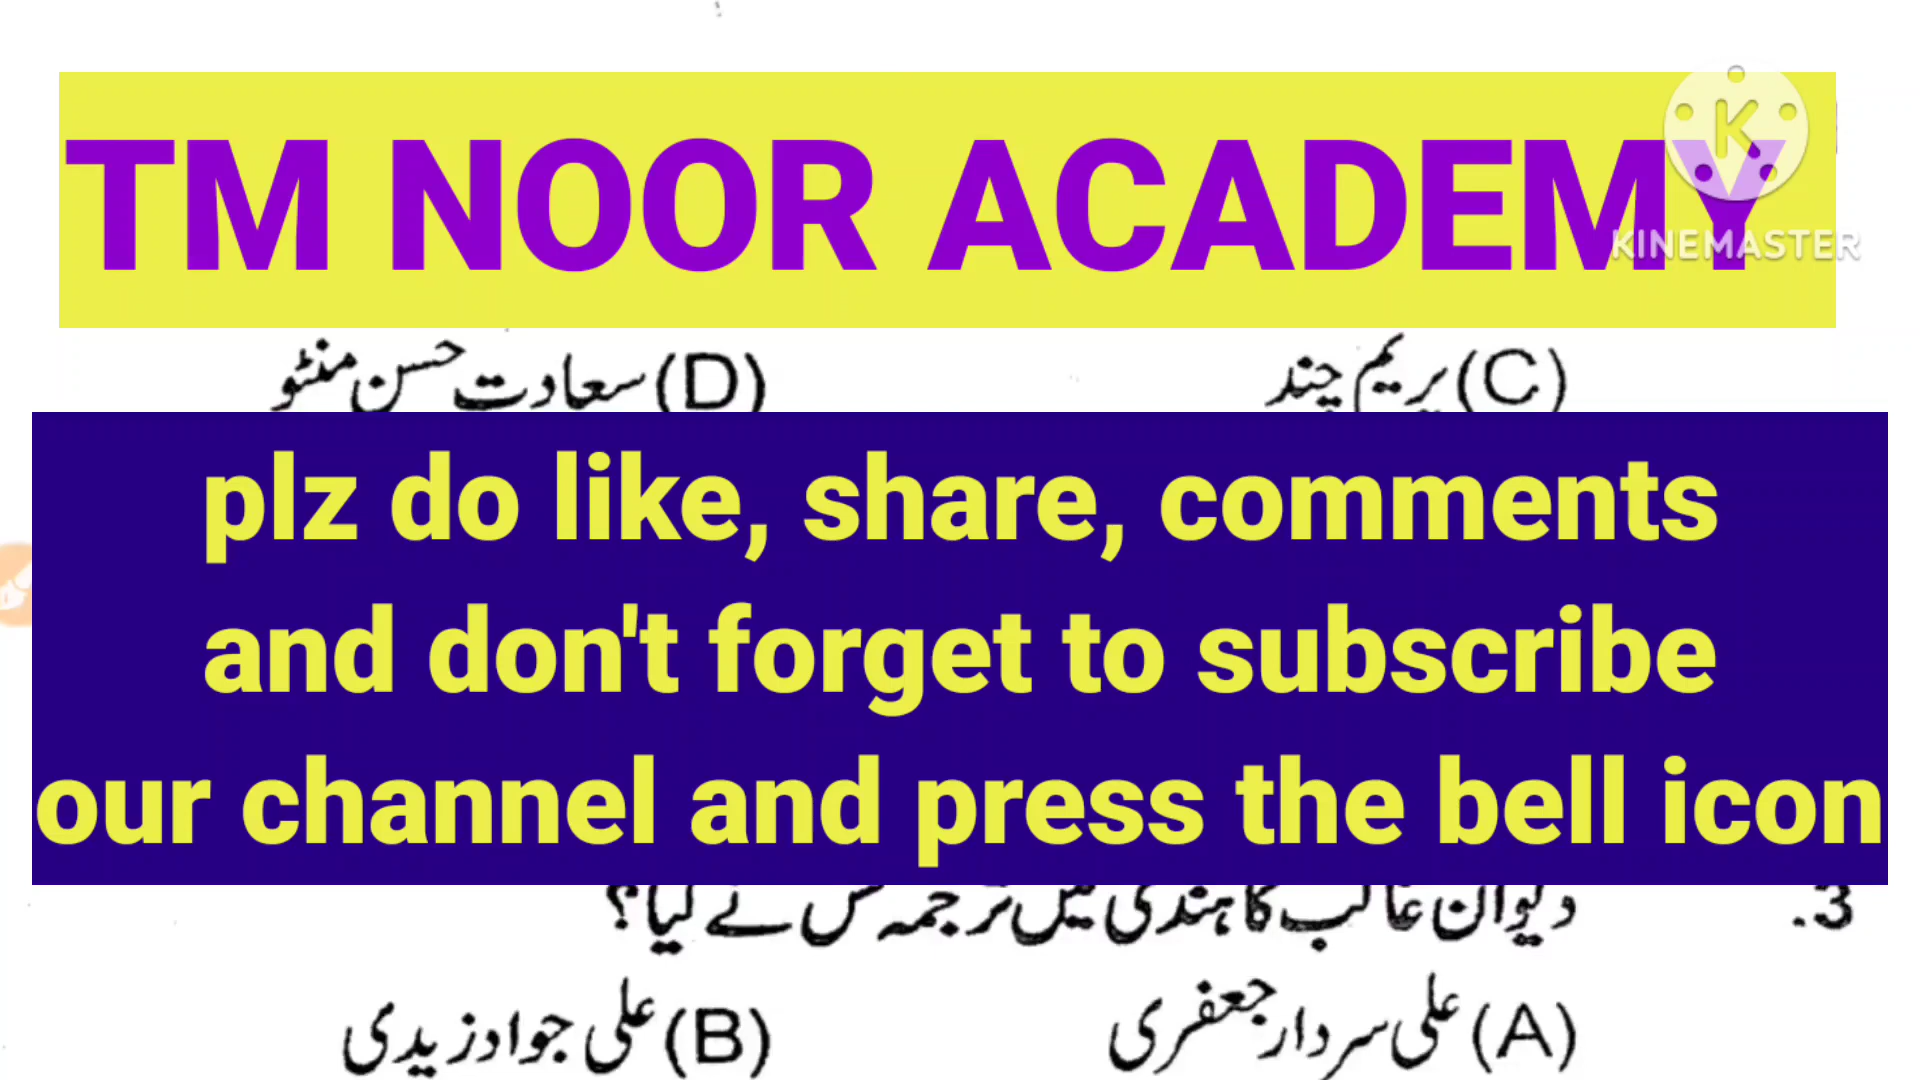 TM NOOR ACADEMY
KINEMASTER
(C) پریم چند (D) سعادت حسن منٹو
plz do like, share, comments
and don't forget to subscribe
our channel and press the bell icon
3. دیوان غالب کا ہندی میں ترجمہ کس نے کیا؟
(A) علی سردار جعفری (B) علی جواد زیدی